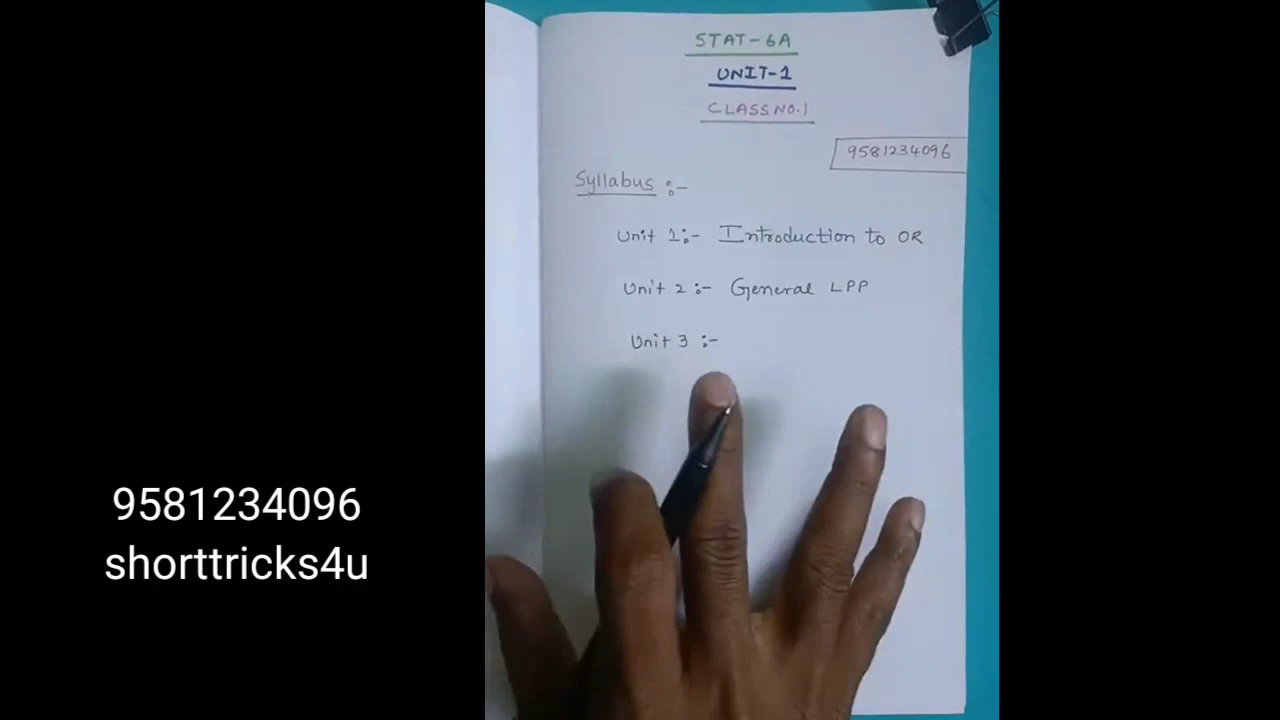 STAT-6A
UNIT-1
CLASS NO.1
9581234096
Syllabus :-
Unit 1:- Introduction to OR
Unit 2 :- General LPP
Unit 3 :-
9581234096
shorttricks4u